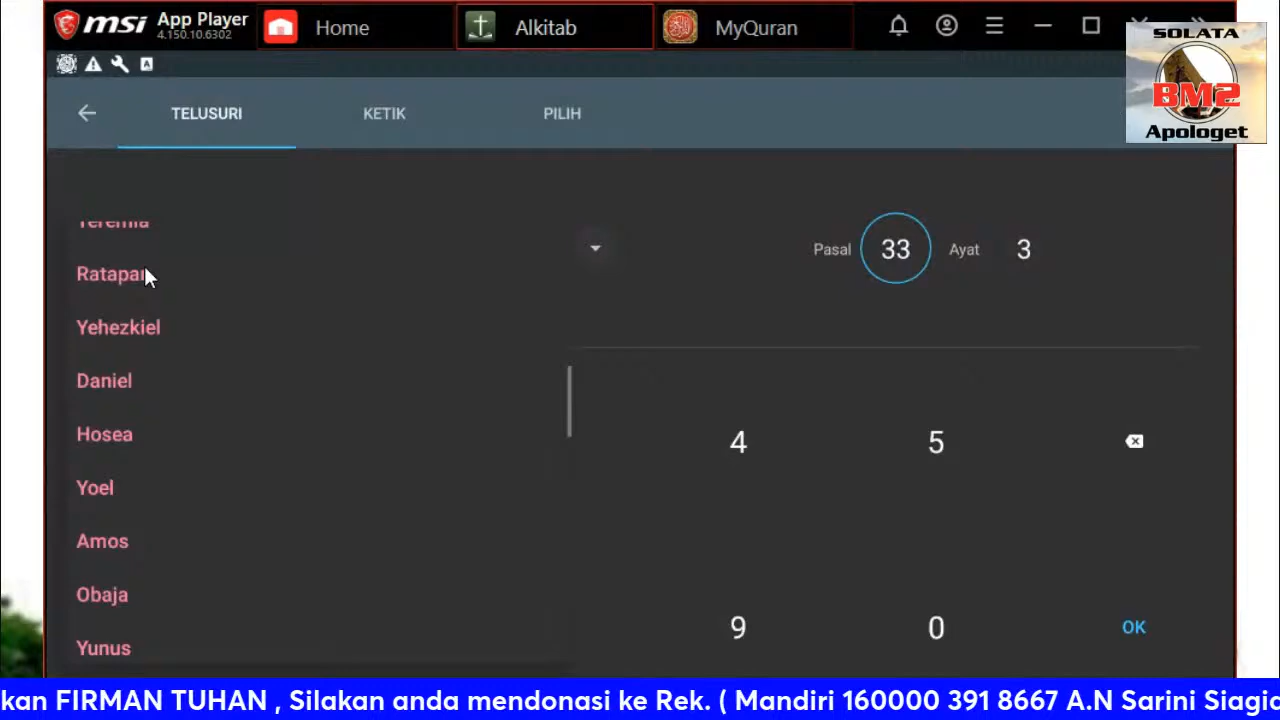 msi App Player
4.150.10.6302
Home
Alkitab
MyQuran
SOLATA
BM2
Apologet
TELUSURI
KETIK
PILIH
Yeremia
Ratapan
Yehezkiel
Daniel
Hosea
Yoel
Amos
Obaja
Yunus
Pasal 33 Ayat 3
4 5
9 0 OK
kan FIRMAN TUHAN , Silakan anda mendonasi ke Rek. ( Mandiri 160000 391 8667 A.N Sarini Siagia